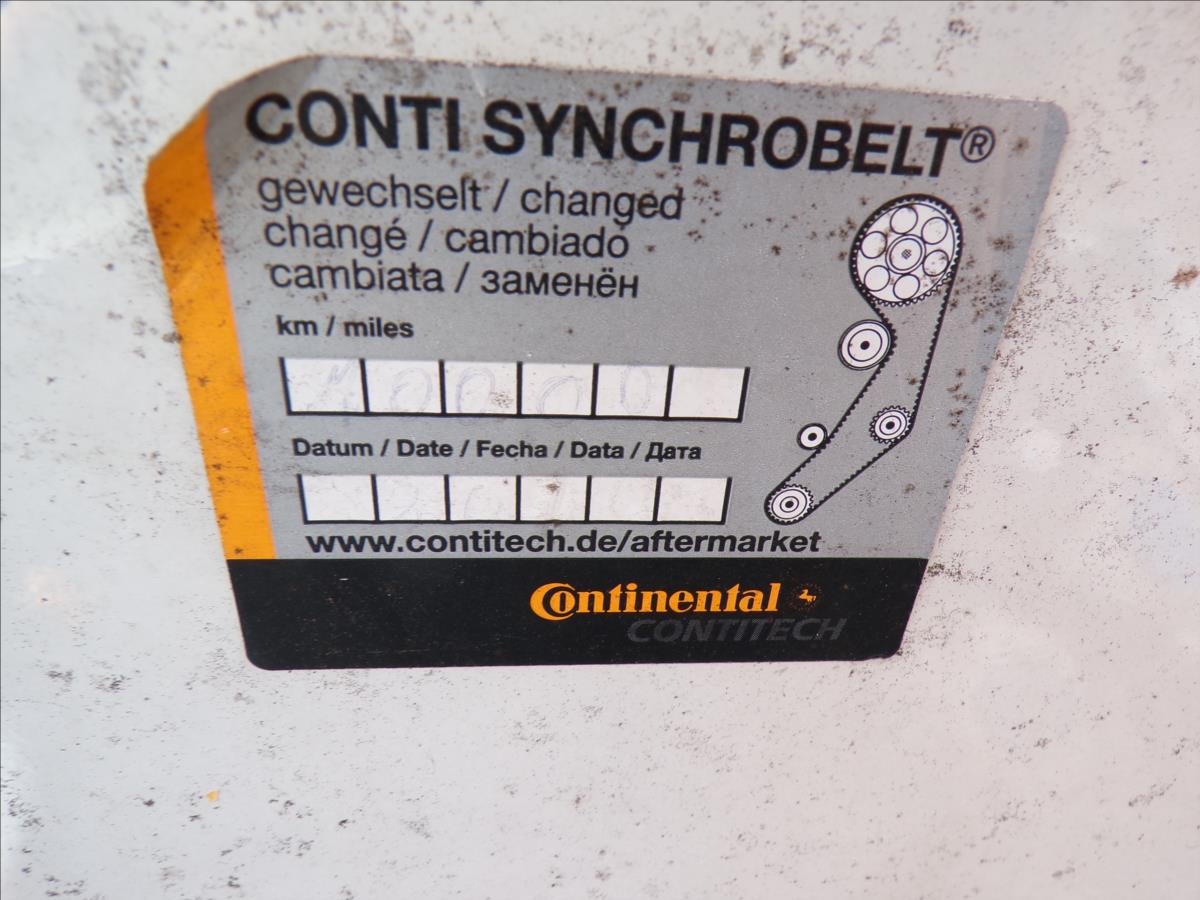 CONTI SYNCHROBELT®
gewechselt / changed
changé / cambiado
cambiata / заменён
km / miles
Datum / Date / Fecha / Data / Дата
www.contitech.de/aftermarket
Continental
CONTITECH